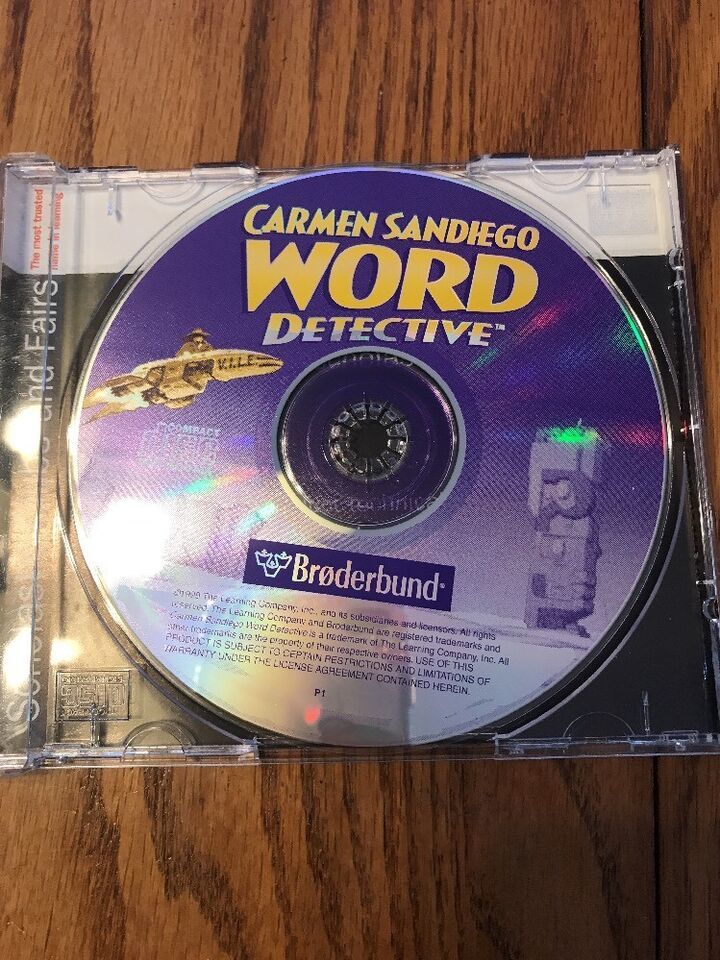 CARMEN SANDIEGO
WORD
DETECTIVE™
V.I.L.E.
COMPACT
Brøderbund®
©1999 The Learning Company, Inc., and its subsidiaries and licensors. All rights
reserved. The Learning Company and Brøderbund are registered trademarks and
Carmen Sandiego Word Detective is a trademark of The Learning Company, Inc. All
other trademarks are the property of their respective owners. USE OF THIS
PRODUCT IS SUBJECT TO CERTAIN RESTRICTIONS AND LIMITATIONS OF
WARRANTY UNDER THE LICENSE AGREEMENT CONTAINED HEREIN.
P1
The most trusted
name in learning
and Fairs